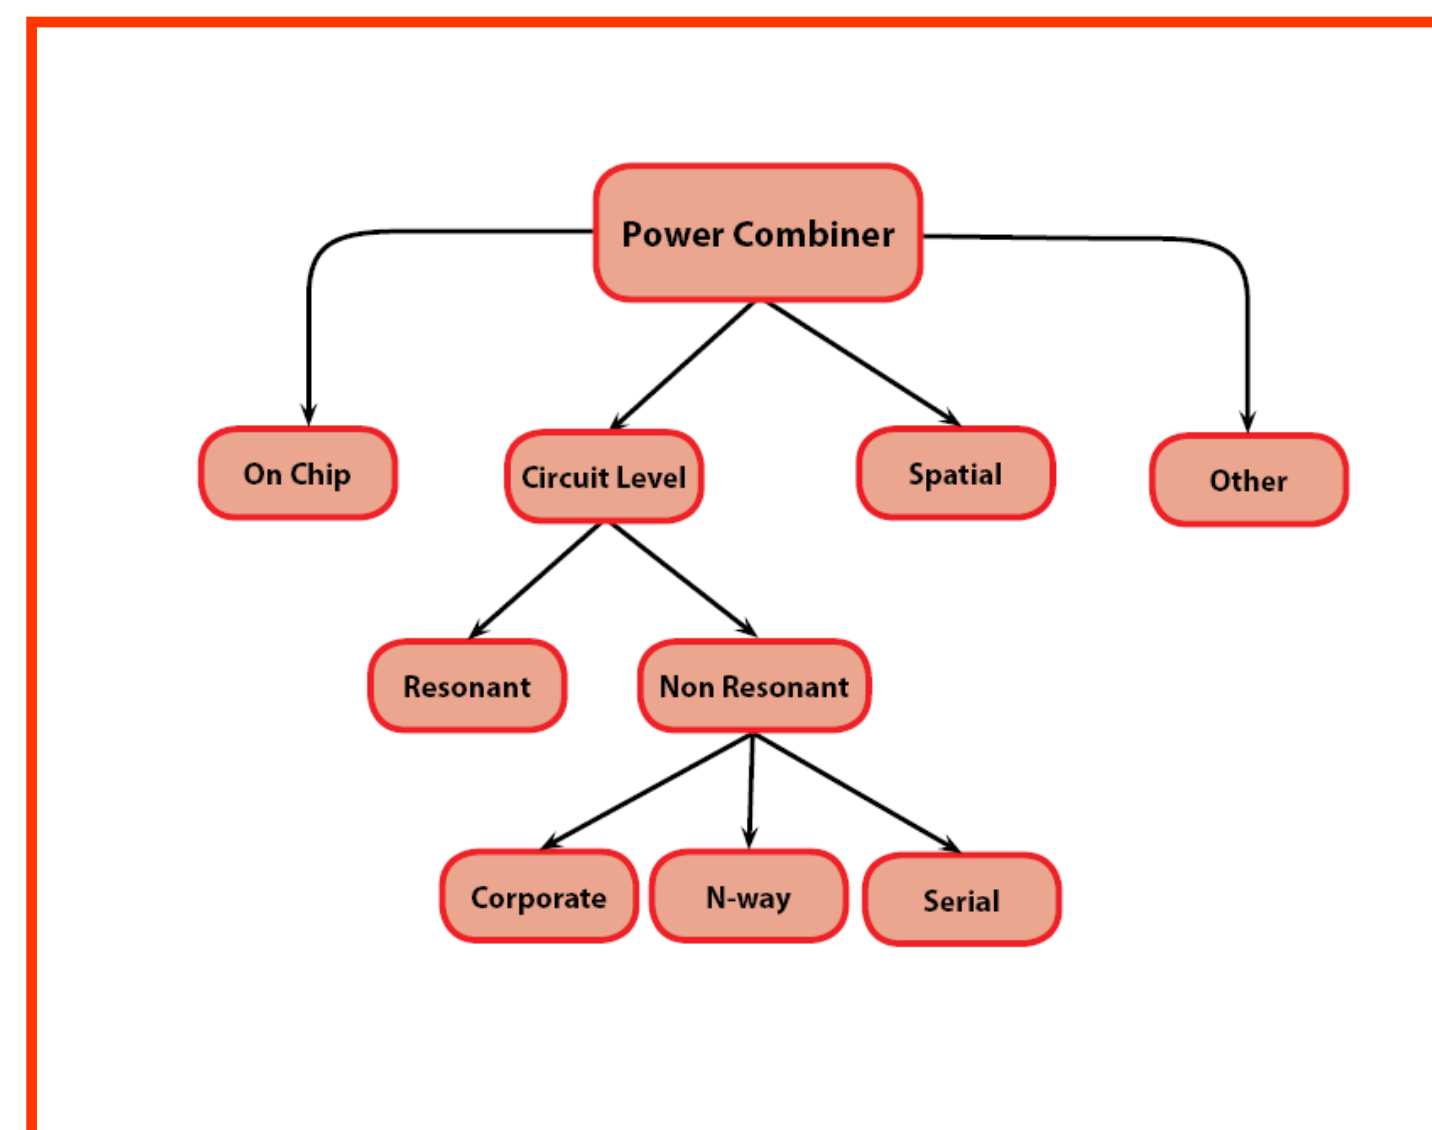 Power Combiner
On Chip
Circuit Level
Spatial
Other
Resonant
Non Resonant
Corporate
N-way
Serial